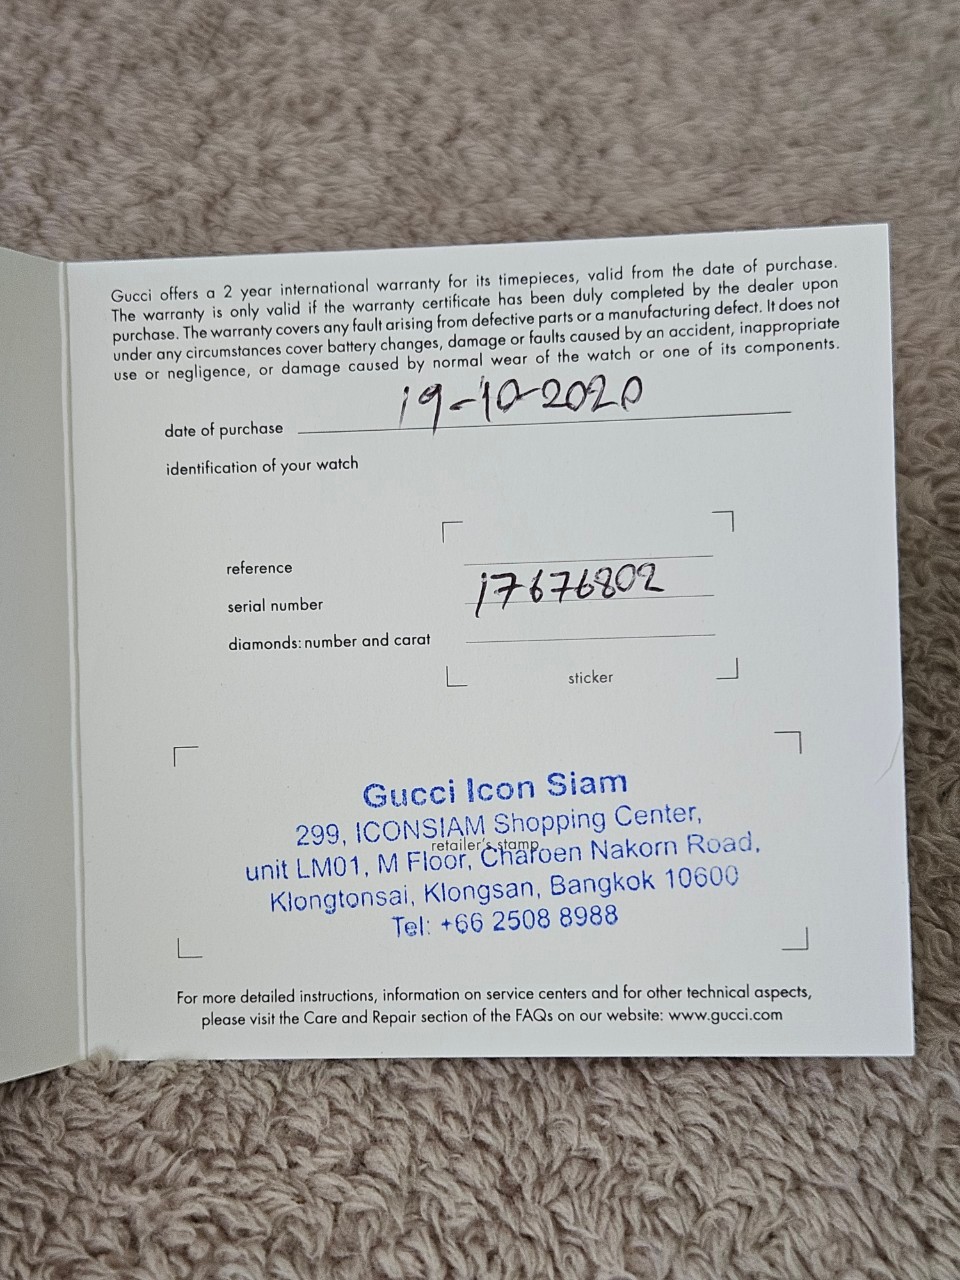 Gucci offers a 2 year international warranty for its timepieces, valid from the date of purchase.
The warranty is only valid if the warranty certificate has been duly completed by the dealer upon
purchase. The warranty covers any fault arising from defective parts or a manufacturing defect. It does not
under any circumstances cover battery changes, damage or faults caused by an accident, inappropriate
use or negligence, or damage caused by normal wear of the watch or one of its components.
date of purchase 19-10-2020
identification of your watch
reference
serial number 17676802
diamonds: number and carat
sticker
Gucci Icon Siam
299, ICONSIAM Shopping Center,
retailer's stamp
unit LM01, M Floor, Charoen Nakorn Road,
Klongtonsai, Klongsan, Bangkok 10600
Tel: +66 2508 8988
For more detailed instructions, information on service centers and for other technical aspects,
please visit the Care and Repair section of the FAQs on our website: www.gucci.com